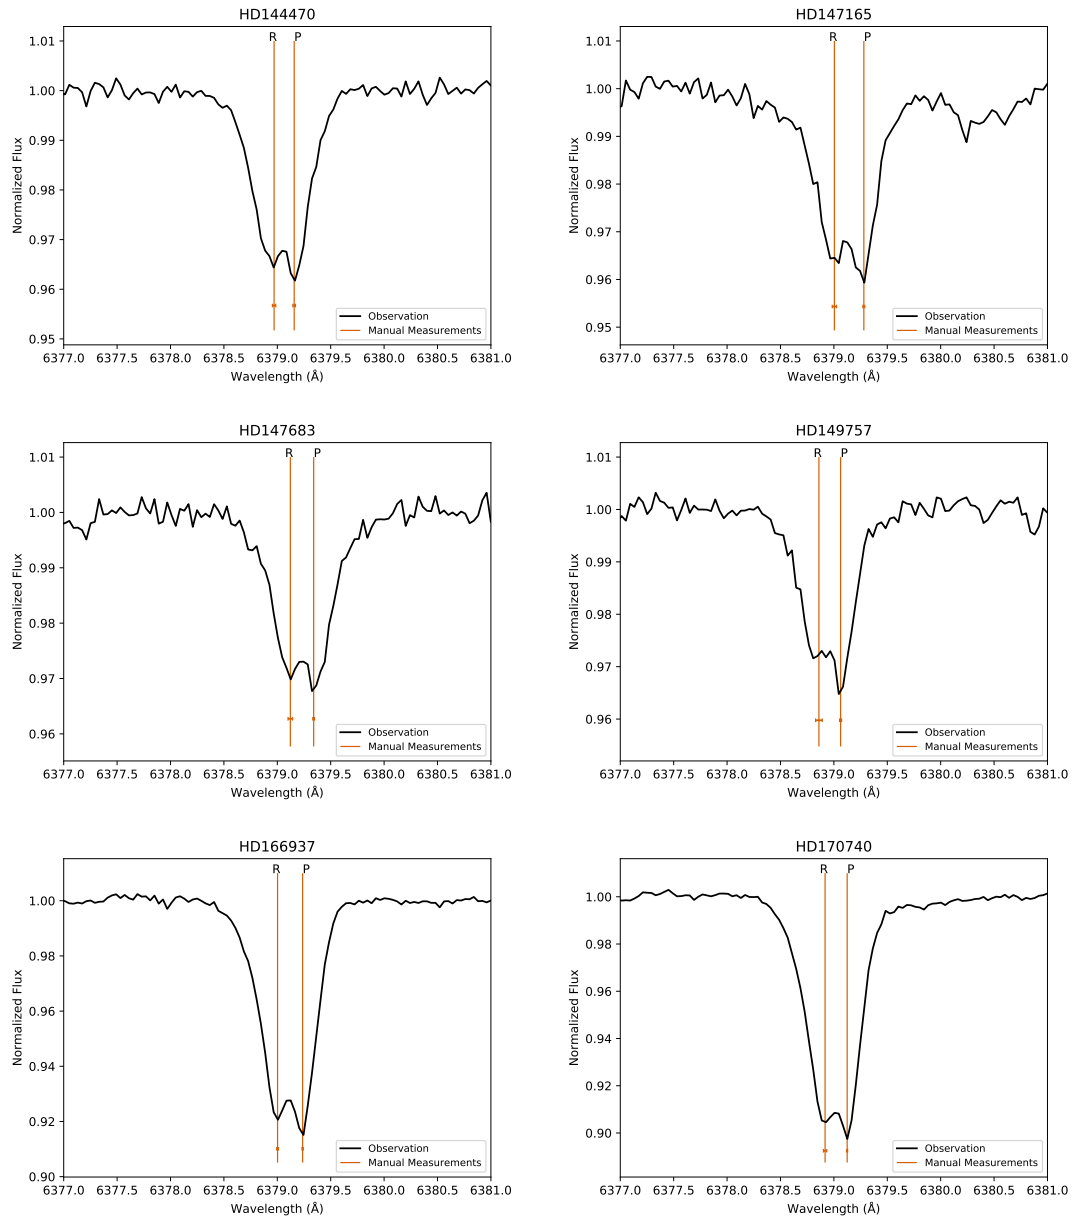 HD144470
R P
1.01
1.00
0.99
0.98
0.97
0.96
0.95
Normalized Flux
Observation
Manual Measurements
6377.0 6377.5 6378.0 6378.5 6379.0 6379.5 6380.0 6380.5 6381.0
Wavelength (Å)
HD147165
R P
1.01
1.00
0.99
0.98
0.97
0.96
0.95
Normalized Flux
Observation
Manual Measurements
6377.0 6377.5 6378.0 6378.5 6379.0 6379.5 6380.0 6380.5 6381.0
Wavelength (Å)
HD147683
R P
1.01
1.00
0.99
0.98
0.97
0.96
Normalized Flux
Observation
Manual Measurements
6377.0 6377.5 6378.0 6378.5 6379.0 6379.5 6380.0 6380.5 6381.0
Wavelength (Å)
HD149757
R P
1.01
1.00
0.99
0.98
0.97
0.96
Normalized Flux
Observation
Manual Measurements
6377.0 6377.5 6378.0 6378.5 6379.0 6379.5 6380.0 6380.5 6381.0
Wavelength (Å)
HD166937
R P
1.00
0.98
0.96
0.94
0.92
0.90
Normalized Flux
Observation
Manual Measurements
6377.0 6377.5 6378.0 6378.5 6379.0 6379.5 6380.0 6380.5 6381.0
Wavelength (Å)
HD170740
R P
1.00
0.98
0.96
0.94
0.92
0.90
Normalized Flux
Observation
Manual Measurements
6377.0 6377.5 6378.0 6378.5 6379.0 6379.5 6380.0 6380.5 6381.0
Wavelength (Å)